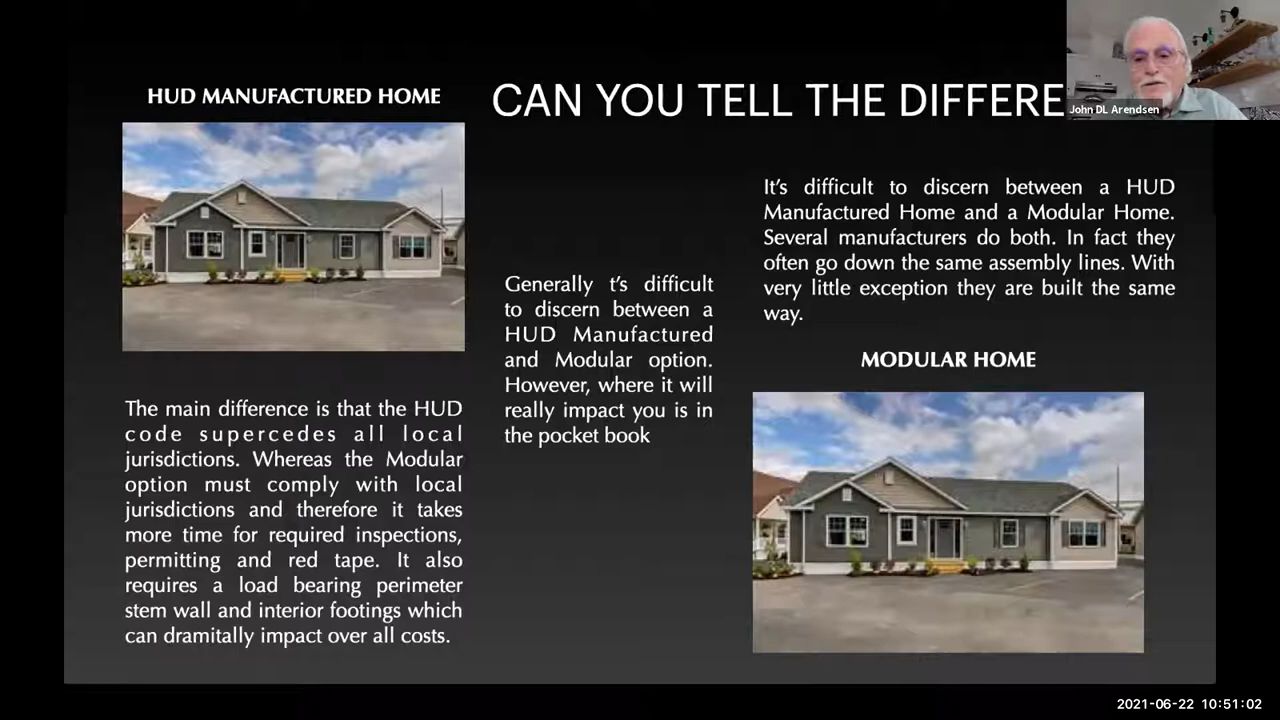 HUD MANUFACTURED HOME
CAN YOU TELL THE DIFFERE
John DL Arendsen
The main difference is that the HUD
code supercedes all local
jurisdictions. Whereas the Modular
option must comply with local
jurisdictions and therefore it takes
more time for required inspections,
permitting and red tape. It also
requires a load bearing perimeter
stem wall and interior footings which
can dramitally impact over all costs.
Generally t's difficult
to discern between a
HUD Manufactured
and Modular option.
However, where it will
really impact you is in
the pocket book
It's difficult to discern between a HUD
Manufactured Home and a Modular Home.
Several manufacturers do both. In fact they
often go down the same assembly lines. With
very little exception they are built the same
way.
MODULAR HOME
2021-06-22 10:51:02